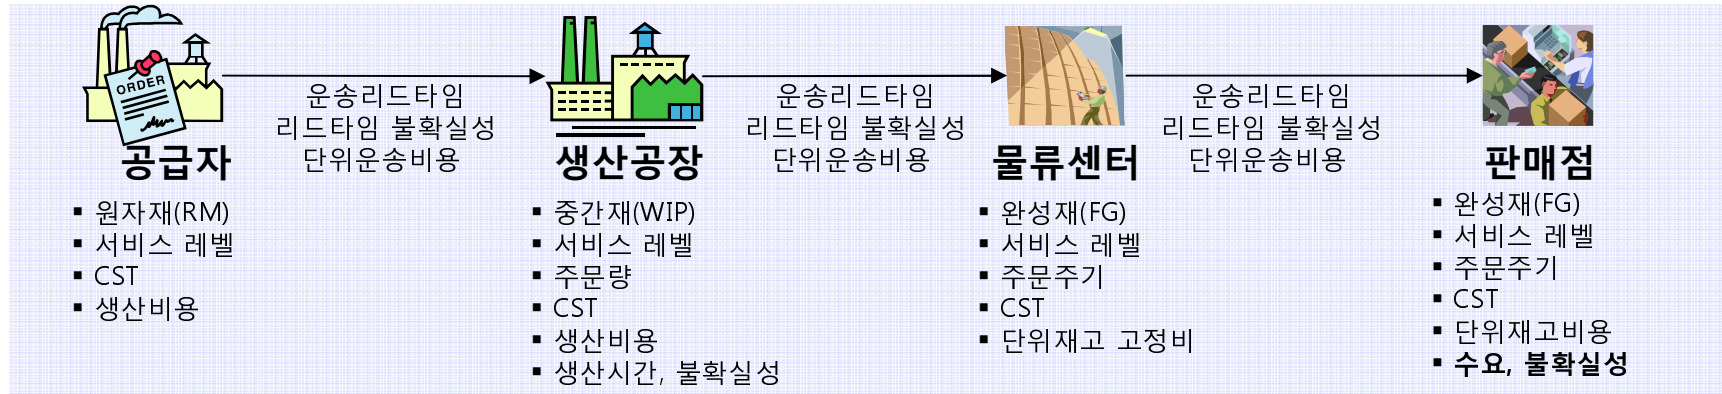 ORDER
운송리드타임
리드타임 불확실성
단위운송비용
운송리드타임
리드타임 불확실성
단위운송비용
운송리드타임
리드타임 불확실성
단위운송비용
공급자
▪ 원자재(RM)
▪ 서비스 레벨
▪ CST
▪ 생산비용
생산공장
▪ 중간재(WIP)
▪ 서비스 레벨
▪ 주문량
▪ CST
▪ 생산비용
▪ 생산시간, 불확실성
물류센터
▪ 완성재(FG)
▪ 서비스 레벨
▪ 주문주기
▪ CST
▪ 단위재고 고정비
판매점
▪ 완성재(FG)
▪ 서비스 레벨
▪ 주문주기
▪ CST
▪ 단위재고비용
▪ 수요, 불확실성